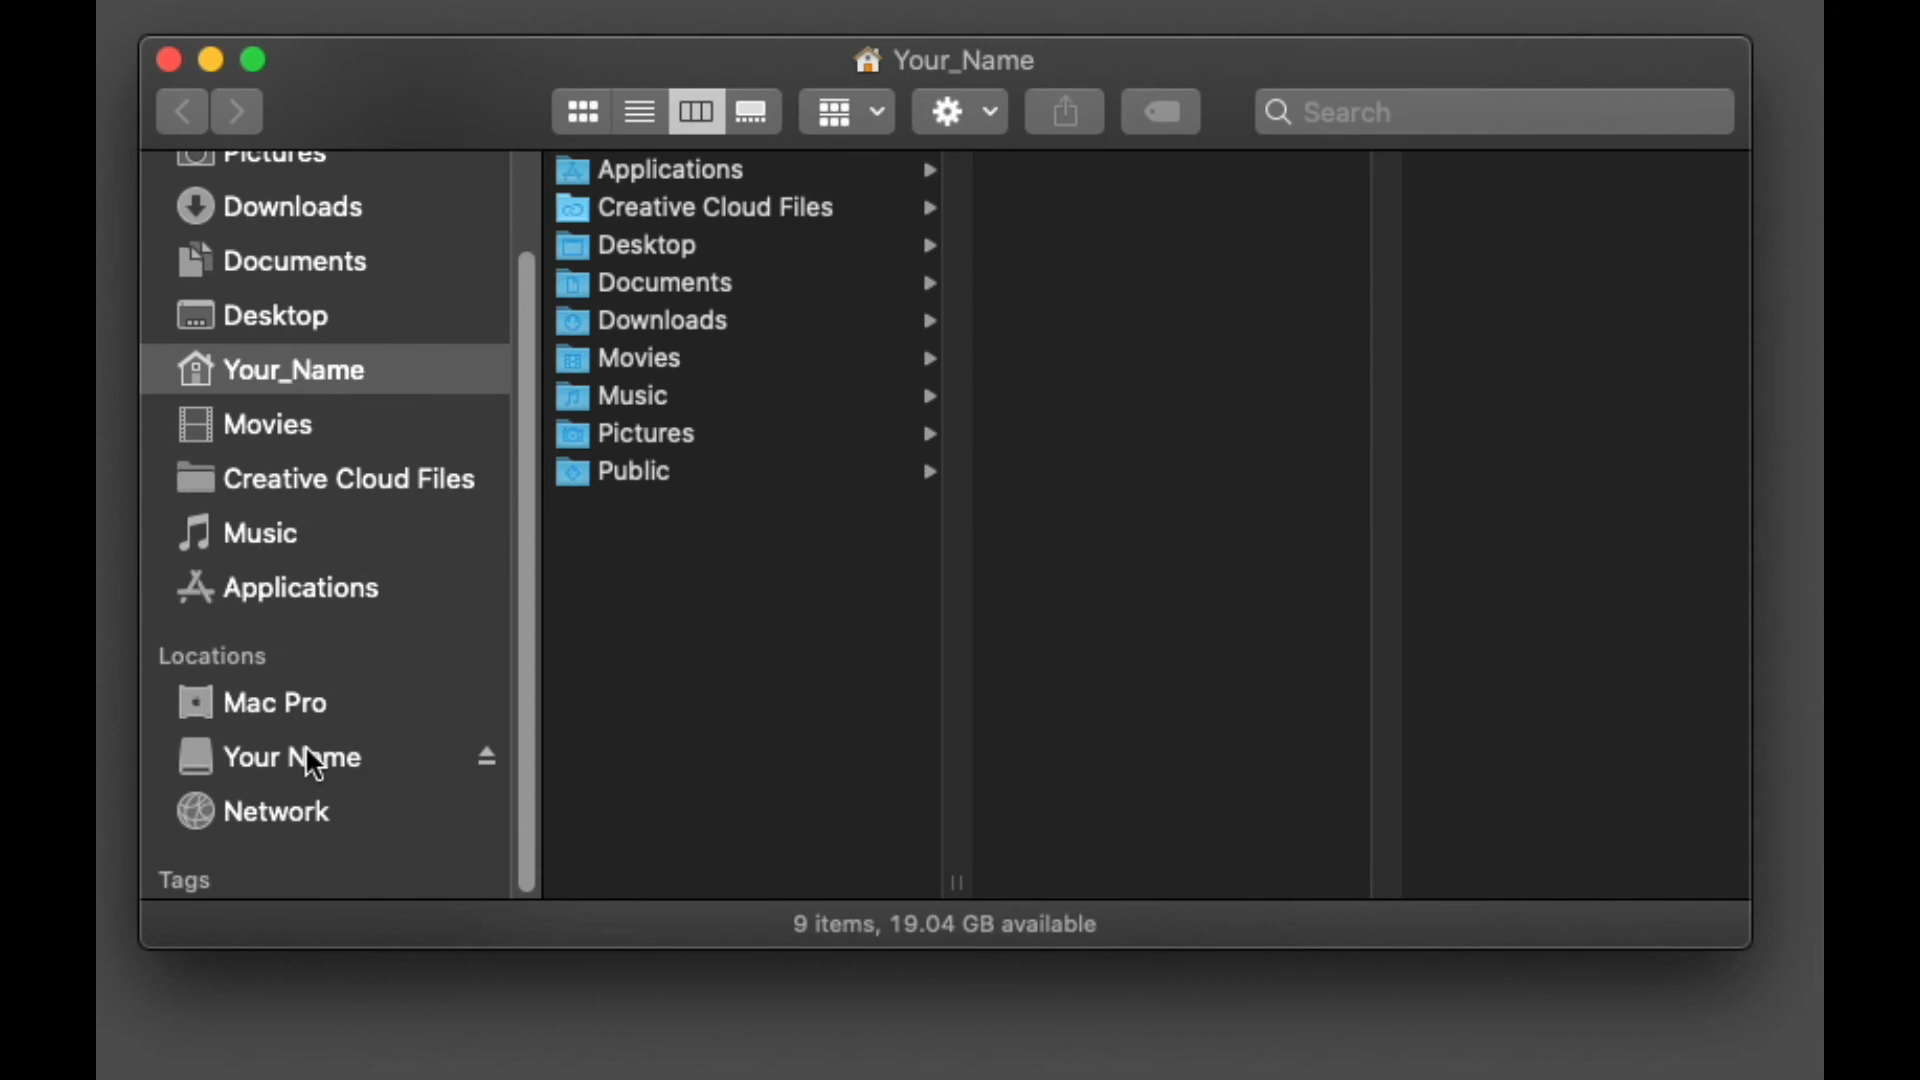 Your_Name
Search
Pictures
Downloads
Documents
Desktop
Your_Name
Movies
Creative Cloud Files
Music
Applications
Locations
Mac Pro
Your Name
Network
Tags
Applications
Creative Cloud Files
Desktop
Documents
Downloads
Movies
Music
Pictures
Public
9 items, 19.04 GB available